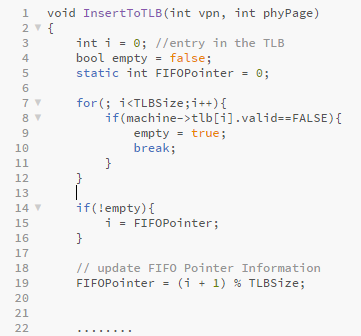 1 void InsertToTLB(int vpn, int phyPage)
2 {
3     int i = 0; //entry in the TLB
4     bool empty = false;
5     static int FIFOPointer = 0;
6
7     for(; i<TLBSize;i++){
8         if(machine->tlb[i].valid==FALSE){
9             empty = true;
10             break;
11         }
12     }
13
14     if(!empty){
15         i = FIFOPointer;
16     }
17
18     // update FIFO Pointer Information
19     FIFOPointer = (i + 1) % TLBSize;
20
21
22     ........